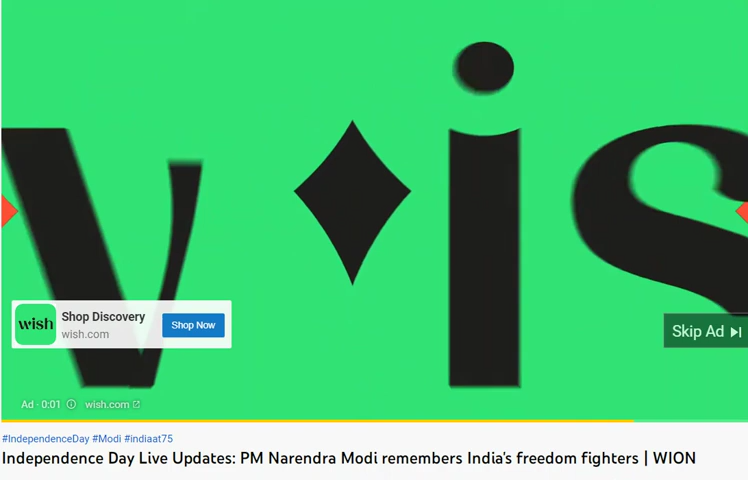 wis
wish
Shop Discovery
wish.com
Shop Now
Skip Ad
Ad · 0:01
wish.com
#IndependenceDay #Modi #indiaat75
Independence Day Live Updates: PM Narendra Modi remembers India's freedom fighters | WION